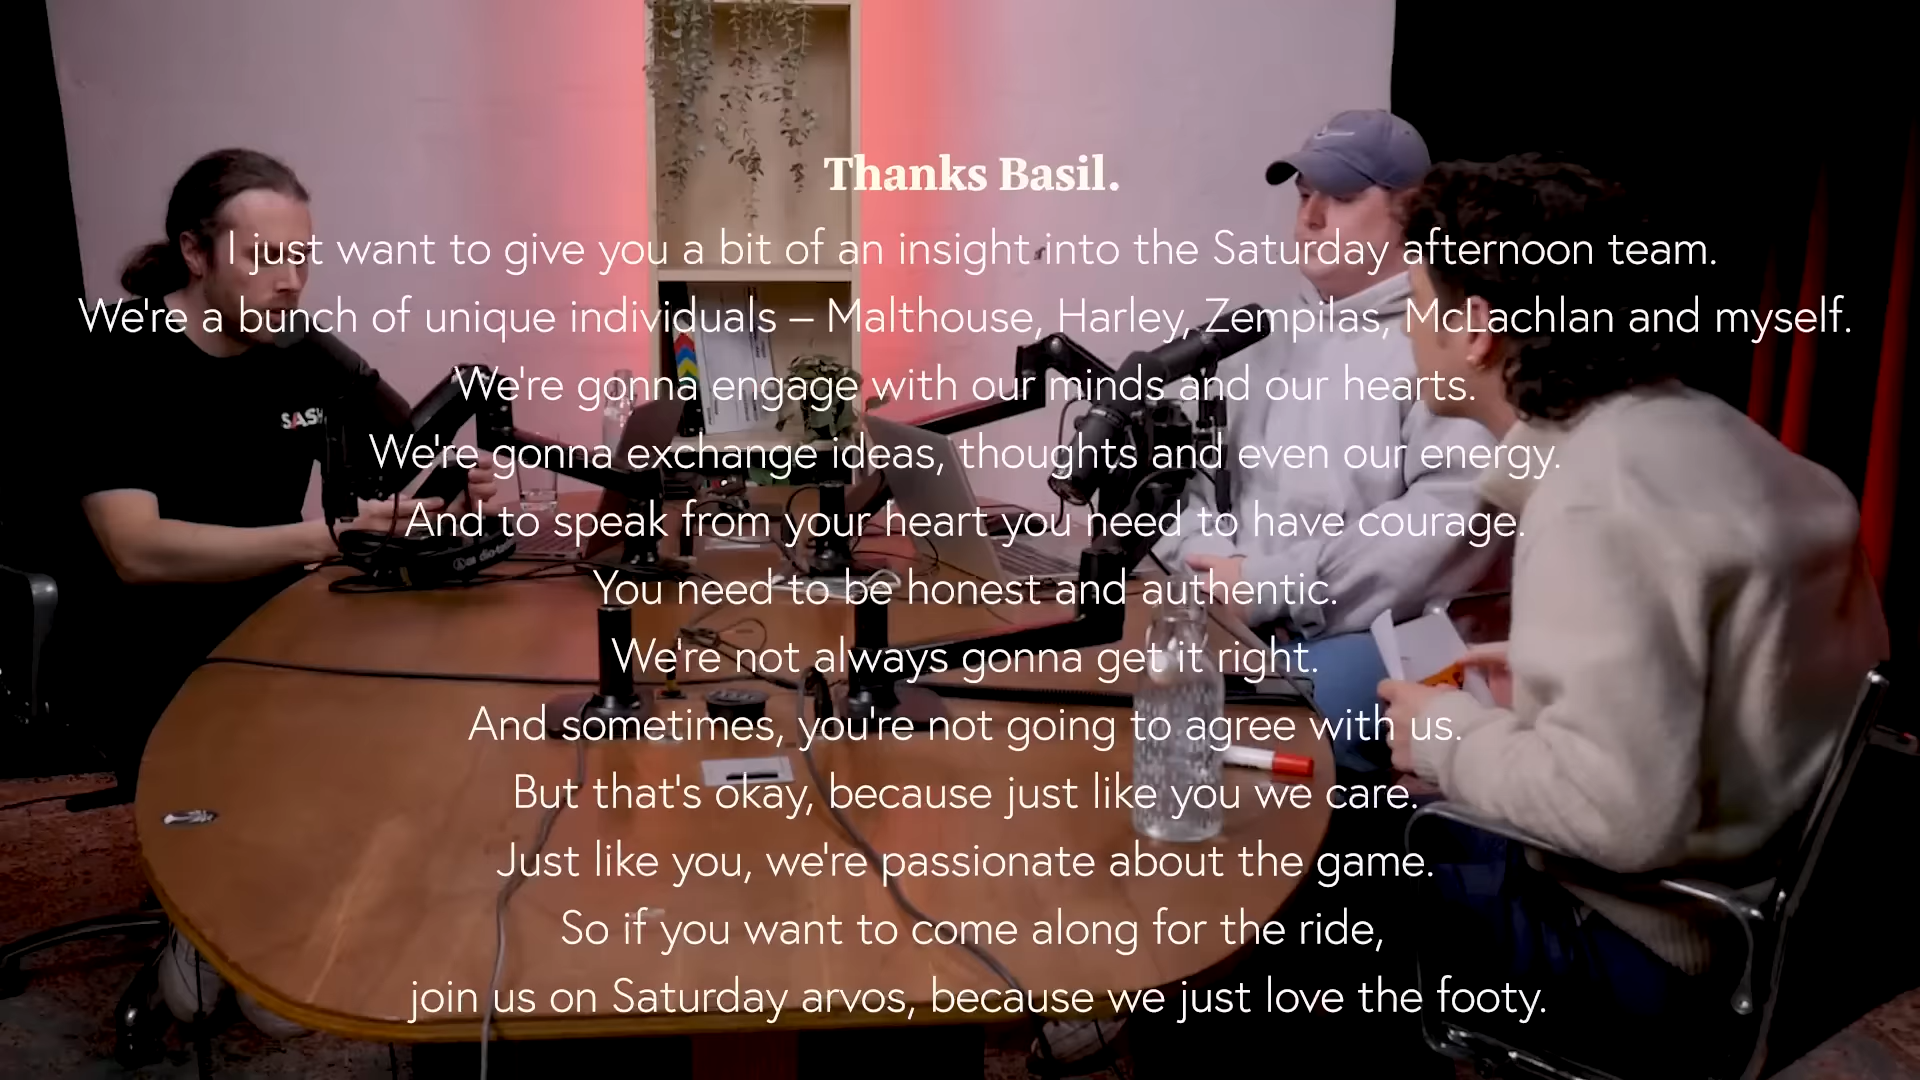 Thanks Basil.
I just want to give you a bit of an insight into the Saturday afternoon team.
We're a bunch of unique individuals – Malthouse, Harley, Zempilas, McLachlan and myself.
We're gonna engage with our minds and our hearts.
We're gonna exchange ideas, thoughts and even our energy.
And to speak from your heart you need to have courage.
You need to be honest and authentic.
We're not always gonna get it right.
And sometimes, you're not going to agree with us.
But that's okay, because just like you we care.
Just like you, we're passionate about the game.
So if you want to come along for the ride,
join us on Saturday arvos, because we just love the footy.